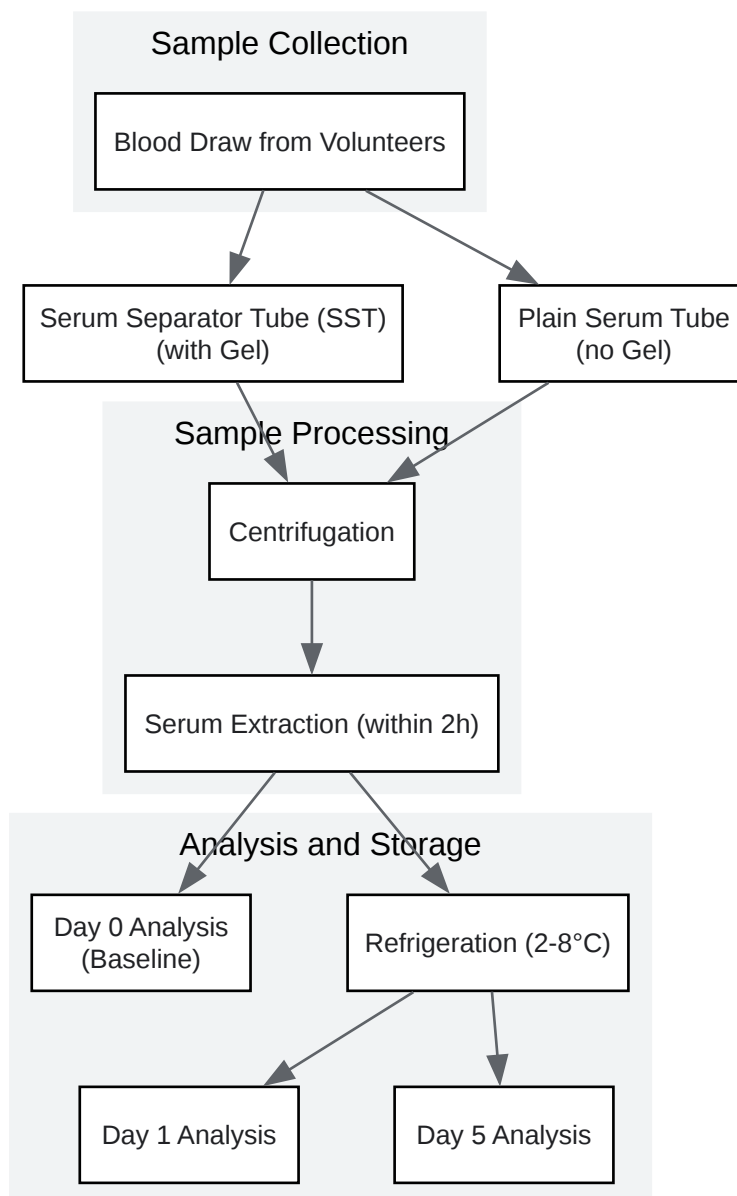 Sample Collection
Blood Draw from Volunteers
Serum Separator Tube (SST)
(with Gel)
Plain Serum Tube
(no Gel)
Sample Processing
Centrifugation
Serum Extraction (within 2h)
Analysis and Storage
Day 0 Analysis
(Baseline)
Refrigeration (2-8°C)
Day 1 Analysis
Day 5 Analysis